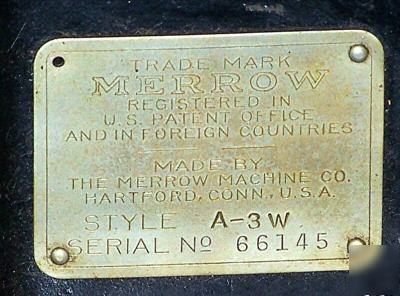 TRADE MARK
MERROW
REGISTERED IN
U.S. PATENT OFFICE
AND IN FOREIGN COUNTRIES
MADE BY
THE MERROW MACHINE CO.
HARTFORD, CONN., U.S.A.
STYLE A-3W
SERIAL No 66145